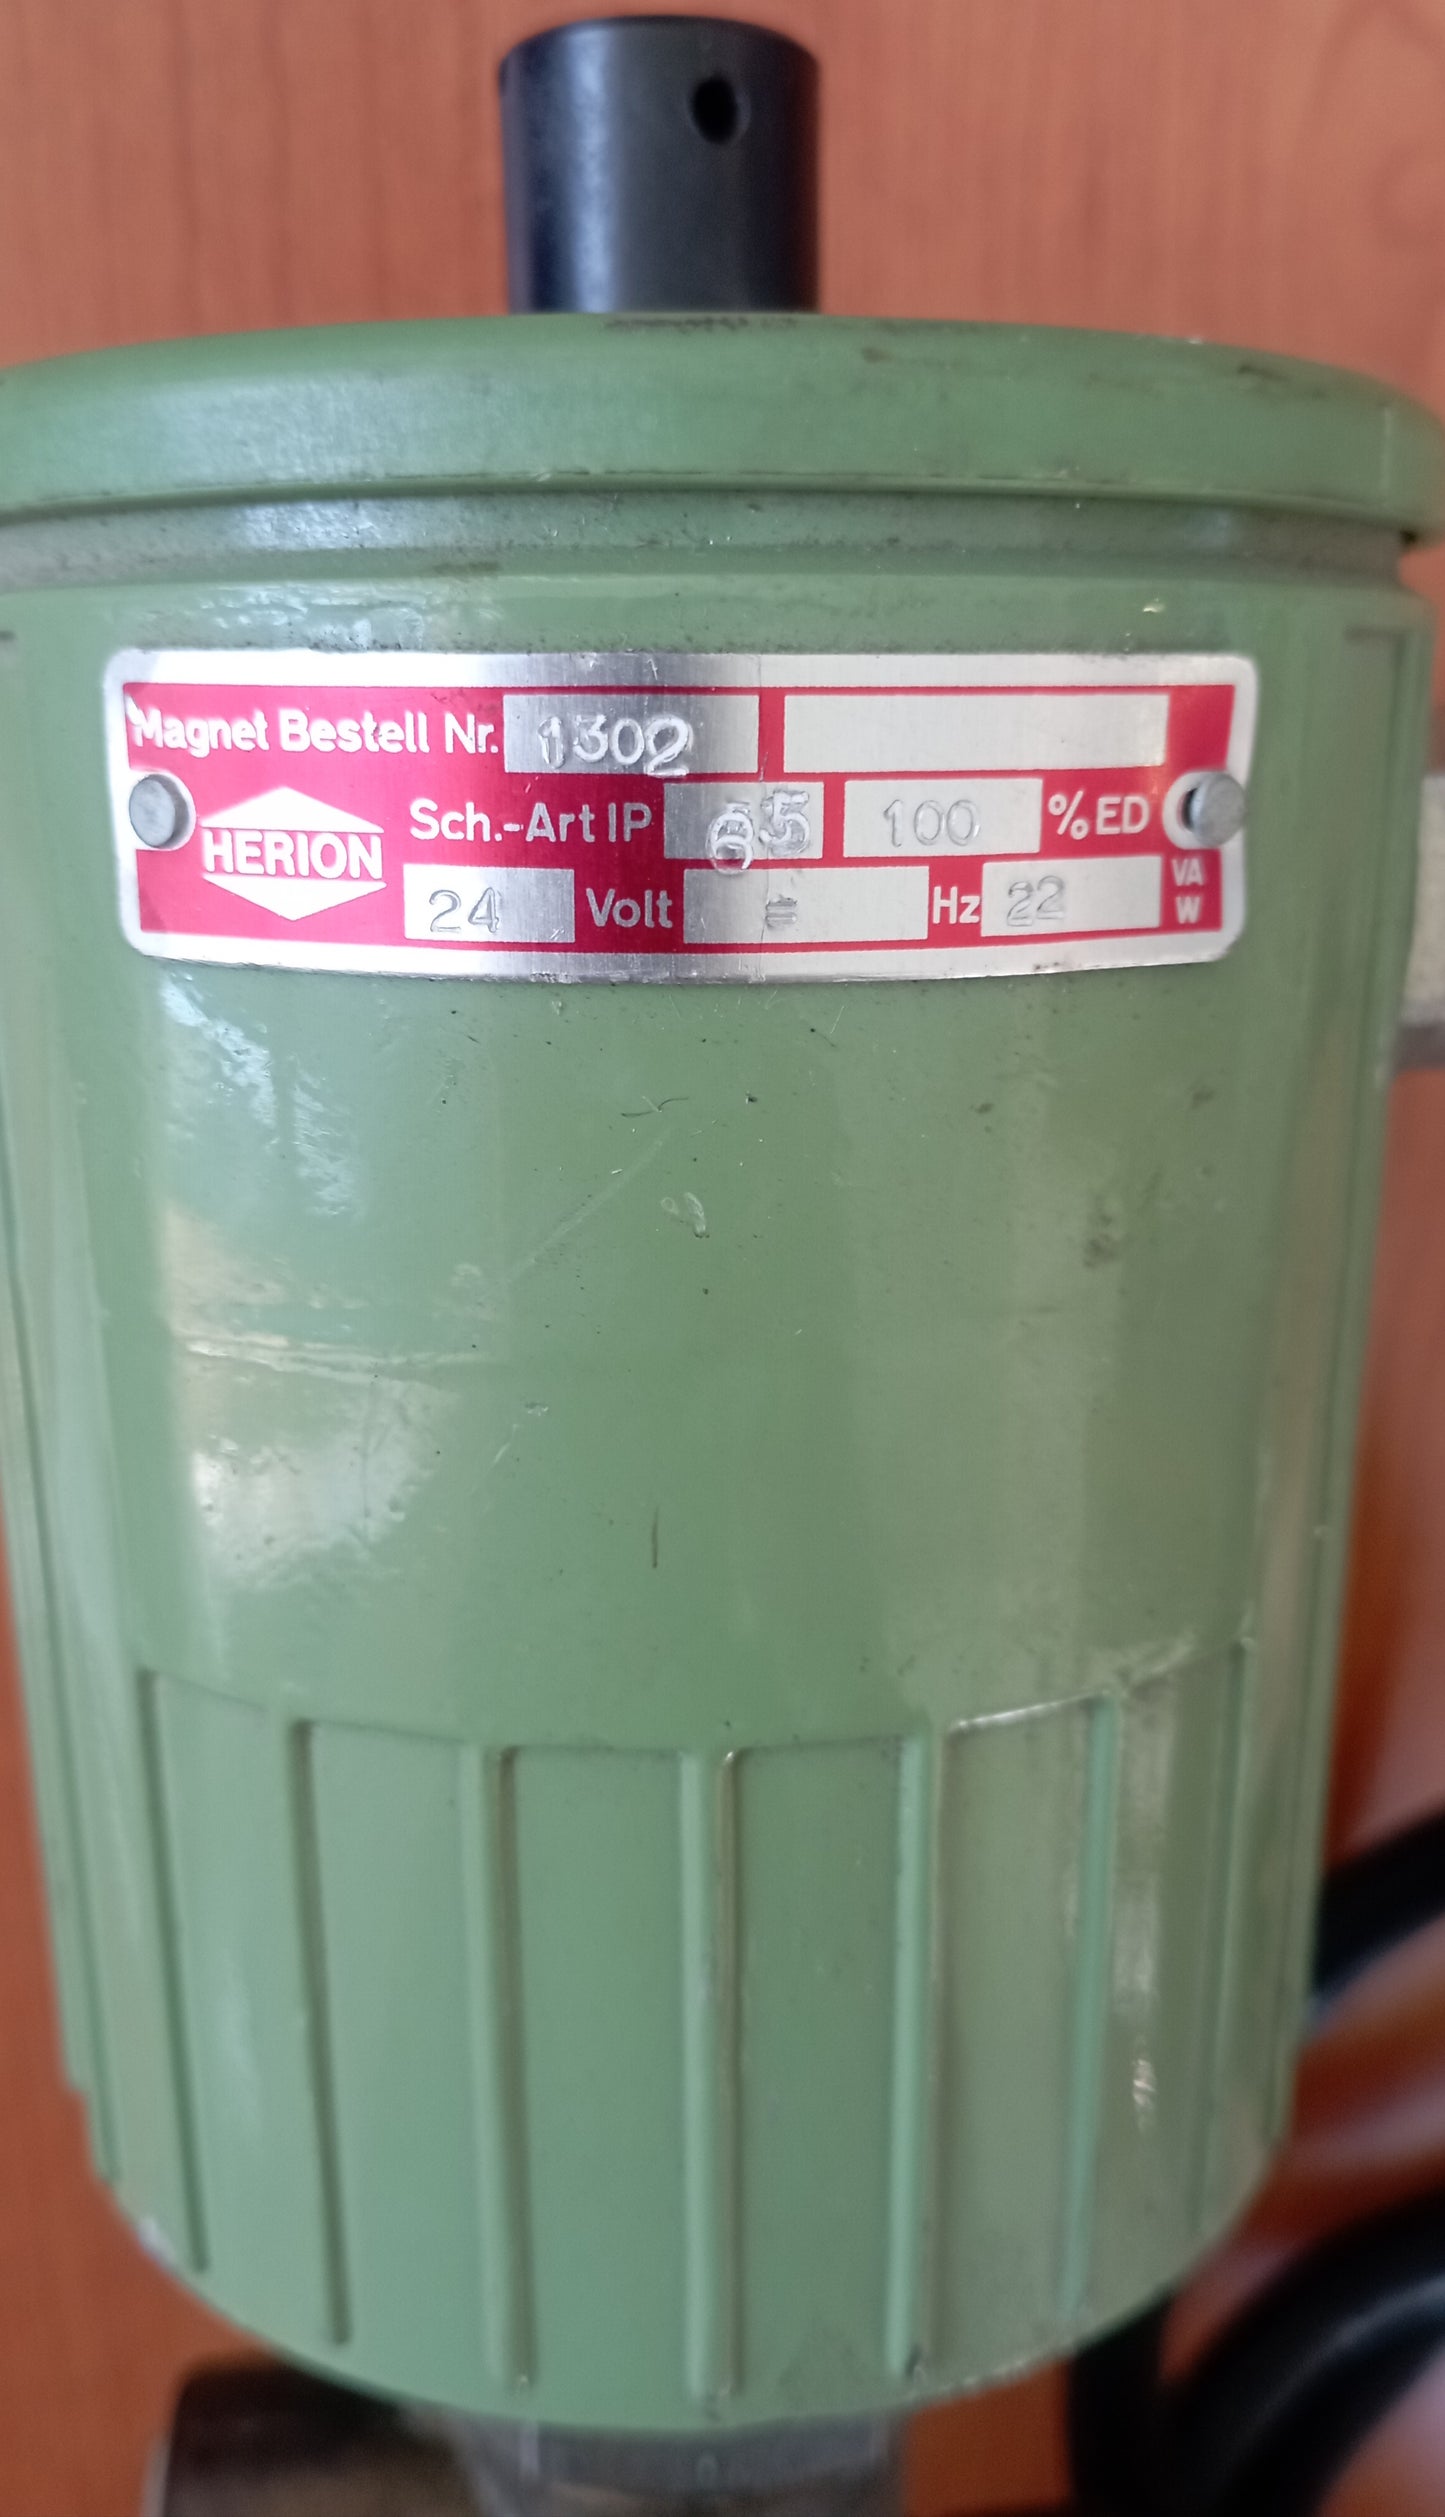 Magnet Bestell Nr. 1302
HERION
Sch.-Art IP 65 100 % ED
24 Volt = Hz 22 VA
W